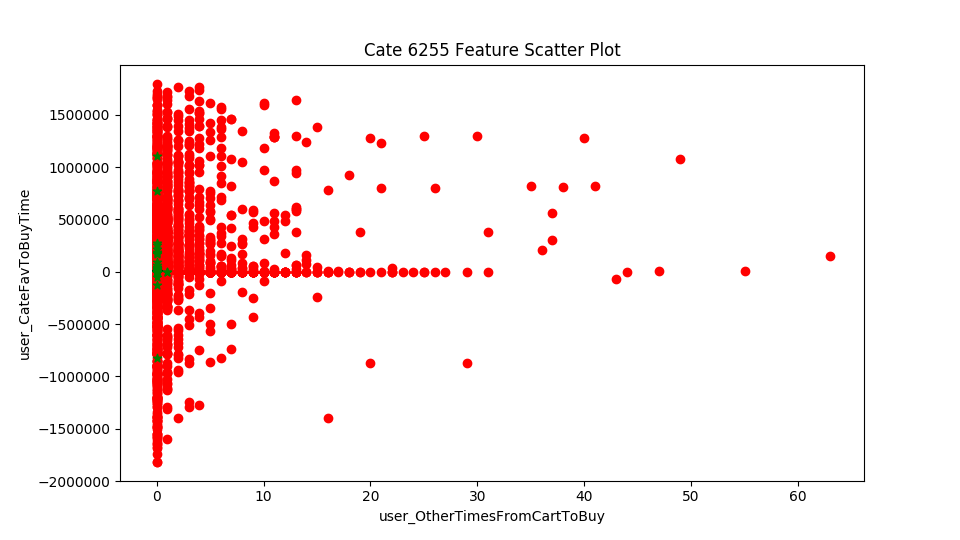 Cate 6255 Feature Scatter Plot
user_CateFavToBuyTime
1500000
1000000
500000
0
−500000
−1000000
−1500000
−2000000
0 10 20 30 40 50 60
user_OtherTimesFromCartToBuy